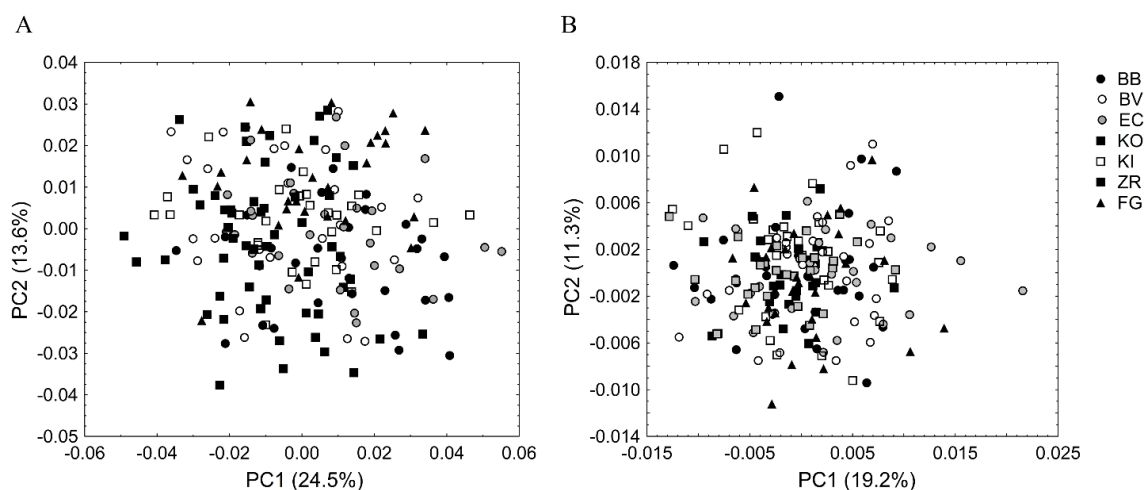 A
B
0.04
0.03
0.02
0.01
0.00
-0.01
-0.02
-0.03
-0.04
-0.05
PC2 (13.6%)
-0.06
-0.04
-0.02
0.00
0.02
0.04
0.06
PC1 (24.5%)
0.018
0.014
0.010
0.006
0.002
-0.002
-0.006
-0.010
-0.014
PC2 (11.3%)
-0.015
-0.005
0.005
0.015
0.025
PC1 (19.2%)
BB
BV
EC
KO
KI
ZR
FG